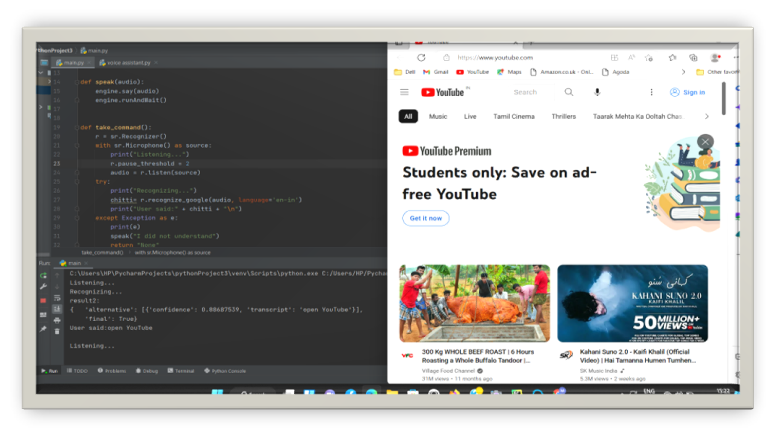 PythonProject3 main.py
main.py voice assistant.py
def speak(audio):
engine.say(audio)
engine.runAndWait()
def take_command():
r = sr.Recognizer()
with sr.Microphone() as source:
print("Listening...")
r.pause_threshold = 2
audio = r.listen(source)
try:
print("Recognizing...")
chitti= r.recognize_google(audio, language='en-in')
print("User said:" + chitti + "\n")
except Exception as e:
print(e)
speak("I did not understand")
return "None"
take_command() with sr.Microphone() as source
Run: main
C:\Users\HP\PycharmProjects\pythonProject3\venv\Scripts\python.exe C:/Users/HP/Pycharm
Listening...
Recognizing...
result2:
{ 'alternative': [{'confidence': 0.88687539, 'transcript': 'open YouTube'}],
'final': True}
User said:open YouTube
Listening...
Run TODO Problems Debug Terminal Python Console
https://www.youtube.com
Dell Gmail YouTube Maps Amazon.co.uk - Onl... Agoda Other favori
YouTube IN Search Sign in
All Music Live Tamil Cinema Thrillers Taarak Mehta Ka Ooltah Chas
YouTube Premium
Students only: Save on ad-
free YouTube
Get it now
کہانی سُنو
KAHANI SUNO 2.0
KAIFI KHALIL
50 MILLION+
VIEWS
300 Kg WHOLE BEEF ROAST | 6 Hours
Roasting a Whole Buffalo Tandoor |...
Village Food Channel
31M views • 11 months ago
Kahani Suno 2.0 - Kaifi Khalil (Official
Video) | Hai Tamanna Humen Tumhen...
SK Music India
5.3M views • 2 weeks ago
ENG
15:22